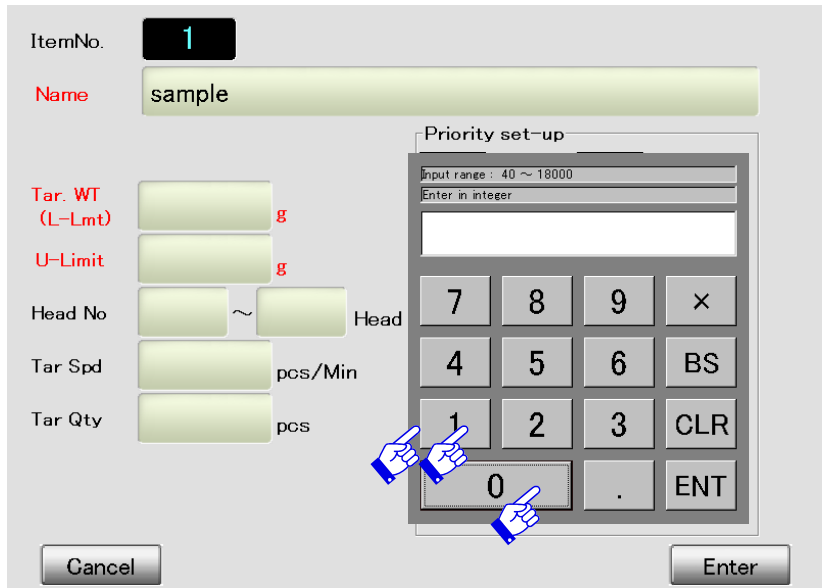 ItemNo. 1
Name sample
Priority set-up
Input range : 40 ～ 18000
Enter in integer
Tar. WT
(L-Lmt) g
U-Limit g
Head No ～ Head
Tar Spd pcs/Min
Tar Qty pcs
7 8 9 ×
4 5 6 BS
1 2 3 CLR
0 . ENT
Cancel Enter